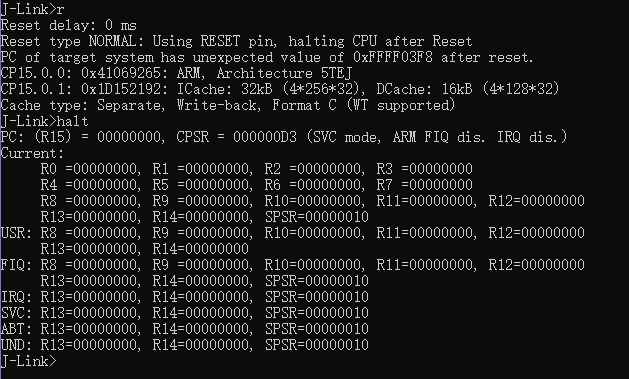 J-Link>r
Reset delay: 0 ms
Reset type NORMAL: Using RESET pin, halting CPU after Reset
PC of target system has unexpected value of 0xFFFF03F8 after reset.
CP15.0.0: 0x41069265: ARM, Architecture 5TEJ
CP15.0.1: 0x1D152192: ICache: 32kB (4*256*32), DCache: 16kB (4*128*32)
Cache type: Separate, Write-back, Format C (WT supported)
J-Link>halt
PC: (R15) = 00000000, CPSR = 000000D3 (SVC mode, ARM FIQ dis. IRQ dis.)
Current:
     R0 =00000000, R1 =00000000, R2 =00000000, R3 =00000000
     R4 =00000000, R5 =00000000, R6 =00000000, R7 =00000000
     R8 =00000000, R9 =00000000, R10=00000000, R11=00000000, R12=00000000
     R13=00000000, R14=00000000, SPSR=00000010
USR: R8 =00000000, R9 =00000000, R10=00000000, R11=00000000, R12=00000000
     R13=00000000, R14=00000000
FIQ: R8 =00000000, R9 =00000000, R10=00000000, R11=00000000, R12=00000000
     R13=00000000, R14=00000000, SPSR=00000010
IRQ: R13=00000000, R14=00000000, SPSR=00000010
SVC: R13=00000000, R14=00000000, SPSR=00000010
ABT: R13=00000000, R14=00000000, SPSR=00000010
UND: R13=00000000, R14=00000000, SPSR=00000010
J-Link>